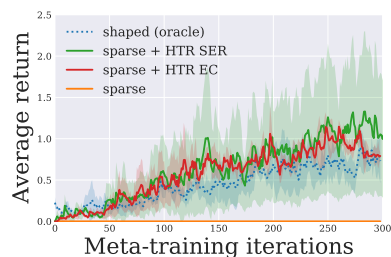 2.5
2.0
1.5
1.0
0.5
0.0
Average return
shaped (oracle)
sparse + HTR SER
sparse + HTR EC
sparse
0 50 100 150 200 250 300
Meta-training iterations